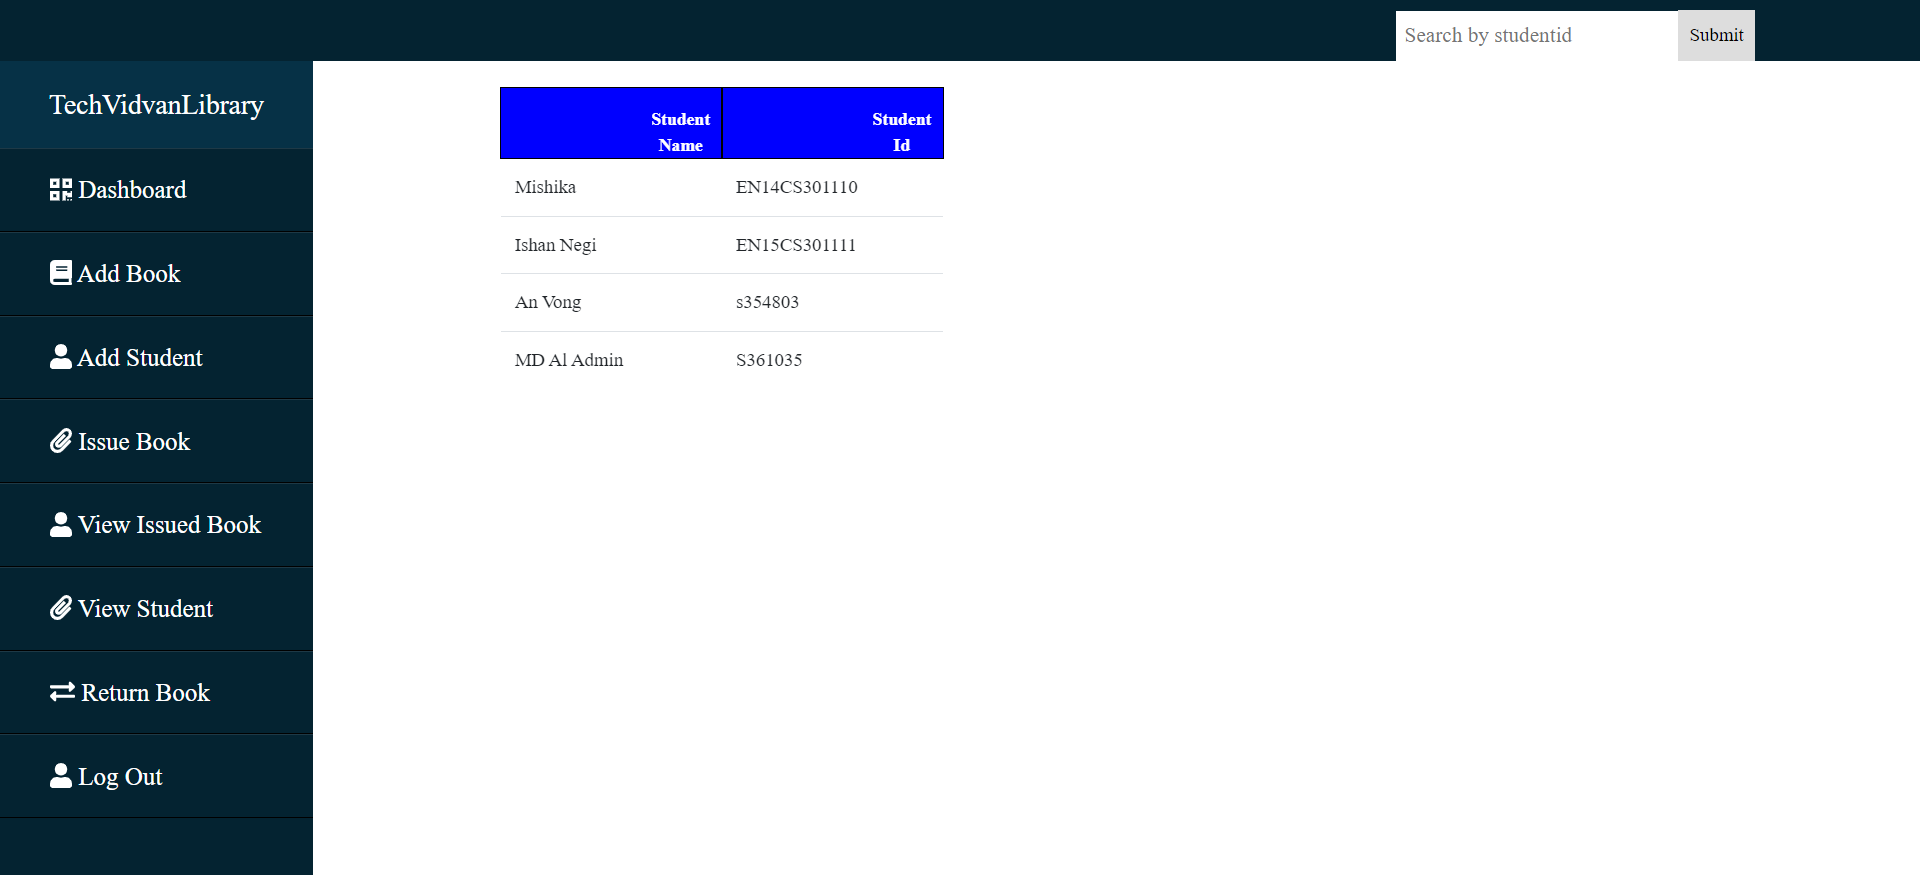 Search by studentid Submit
TechVidvanLibrary
Dashboard
Add Book
Add Student
Issue Book
View Issued Book
View Student
Return Book
Log Out
Student Student
Name Id
Mishika EN14CS301110
Ishan Negi EN15CS301111
An Vong s354803
MD Al Admin S361035